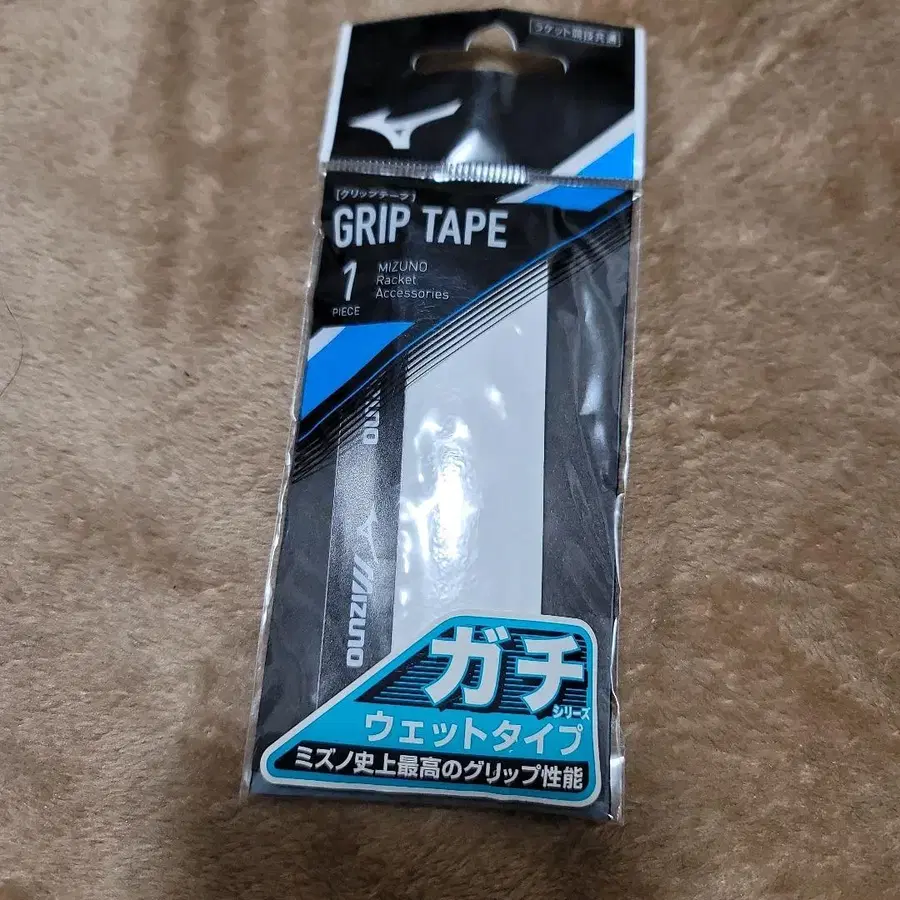 ラケット競技共通
[グリップテープ]
GRIP TAPE
1
PIECE
MIZUNO
Racket
Accessories
MIZUNO
ガチ
シリーズ
ウェットタイプ
ミズノ史上最高のグリップ性能